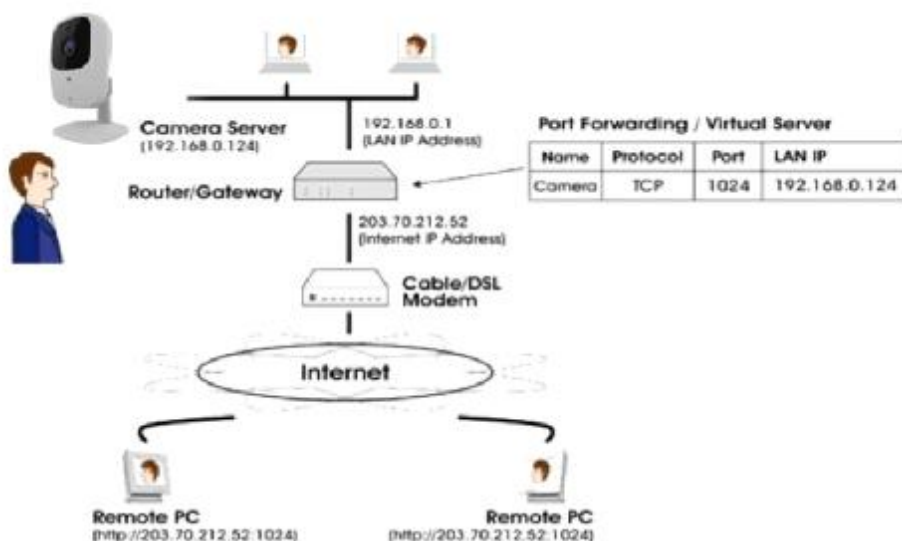 Camera Server
(192.168.0.124)
192.168.0.1
(LAN IP Address)
Port Forwarding / Virtual Server
Name Protocol Port LAN IP
Camera TCP 1024 192.168.0.124
Router/Gateway
203.70.212.52
(Internet IP Address)
Cable/DSL
Modem
Internet
Remote PC
(http://203.70.212.52:1024)
Remote PC
(http://203.70.212.52:1024)